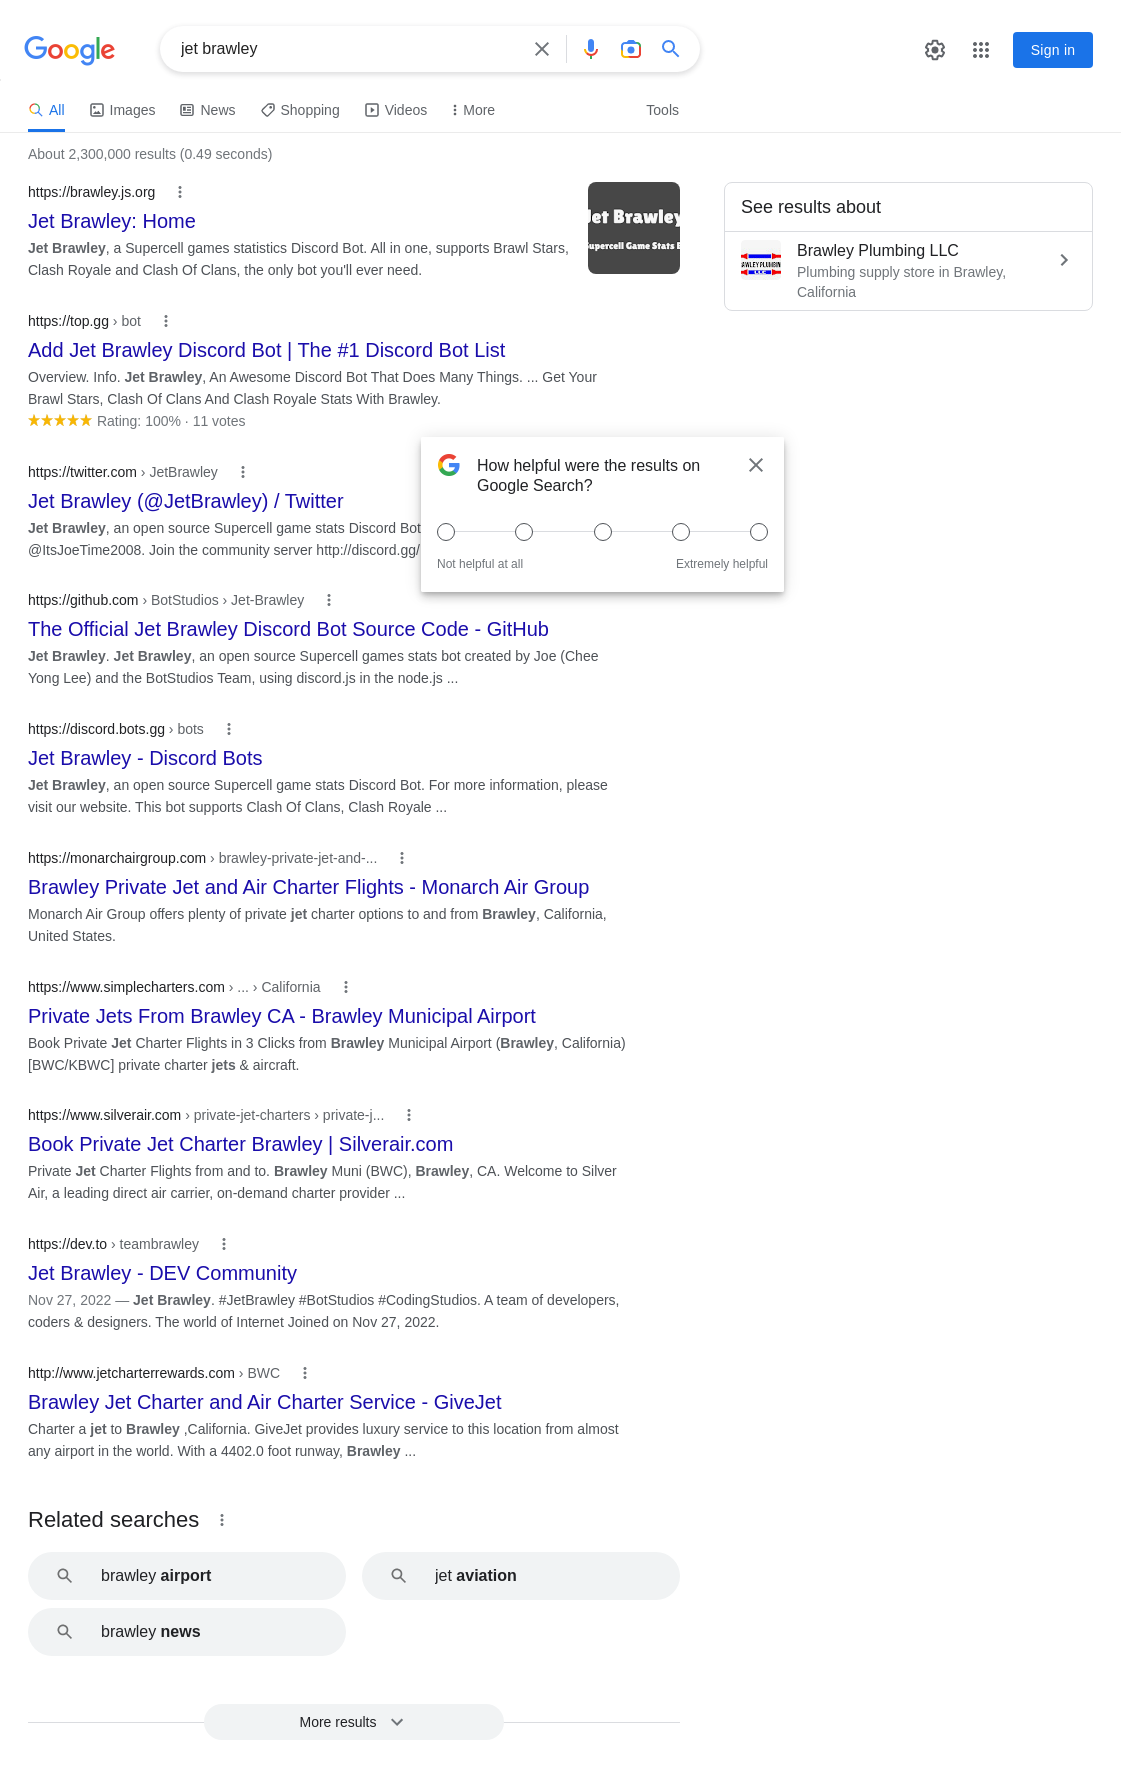 Google
jet brawley
Sign in
All
Images
News
Shopping
Videos
More
Tools
About 2,300,000 results (0.49 seconds)
https://brawley.js.org
Jet Brawley: Home
Jet Brawley, a Supercell games statistics Discord Bot. All in one, supports Brawl Stars,
Clash Royale and Clash Of Clans, the only bot you'll ever need.
Jet Brawley
Supercell Game Stats
See results about
Brawley Plumbing LLC
Plumbing supply store in Brawley,
California
LLC
https://top.gg › bot
Add Jet Brawley Discord Bot | The #1 Discord Bot List
Overview. Info. Jet Brawley, An Awesome Discord Bot That Does Many Things. ... Get Your
Brawl Stars, Clash Of Clans And Clash Royale Stats With Brawley.
Rating: 100% · 11 votes
https://twitter.com › JetBrawley
Jet Brawley (@JetBrawley) / Twitter
Jet Brawley, an open source Supercell game stats Discord Bot
@ItsJoeTime2008. Join the community server http://discord.gg/
How helpful were the results on
Google Search?
Not helpful at all
Extremely helpful
https://github.com › BotStudios › Jet-Brawley
The Official Jet Brawley Discord Bot Source Code - GitHub
Jet Brawley. Jet Brawley, an open source Supercell games stats bot created by Joe (Chee
Yong Lee) and the BotStudios Team, using discord.js in the node.js ...
https://discord.bots.gg › bots
Jet Brawley - Discord Bots
Jet Brawley, an open source Supercell game stats Discord Bot. For more information, please
visit our website. This bot supports Clash Of Clans, Clash Royale ...
https://monarchairgroup.com › brawley-private-jet-and-...
Brawley Private Jet and Air Charter Flights - Monarch Air Group
Monarch Air Group offers plenty of private jet charter options to and from Brawley, California,
United States.
https://www.simplecharters.com › ... › California
Private Jets From Brawley CA - Brawley Municipal Airport
Book Private Jet Charter Flights in 3 Clicks from Brawley Municipal Airport (Brawley, California)
[BWC/KBWC] private charter jets & aircraft.
https://www.silverair.com › private-jet-charters › private-j...
Book Private Jet Charter Brawley | Silverair.com
Private Jet Charter Flights from and to. Brawley Muni (BWC), Brawley, CA. Welcome to Silver
Air, a leading direct air carrier, on-demand charter provider ...
https://dev.to › teambrawley
Jet Brawley - DEV Community
Nov 27, 2022 — Jet Brawley. #JetBrawley #BotStudios #CodingStudios. A team of developers,
coders & designers. The world of Internet Joined on Nov 27, 2022.
http://www.jetcharterrewards.com › BWC
Brawley Jet Charter and Air Charter Service - GiveJet
Charter a jet to Brawley ,California. GiveJet provides luxury service to this location from almost
any airport in the world. With a 4402.0 foot runway, Brawley ...
Related searches
brawley airport
jet aviation
brawley news
More results